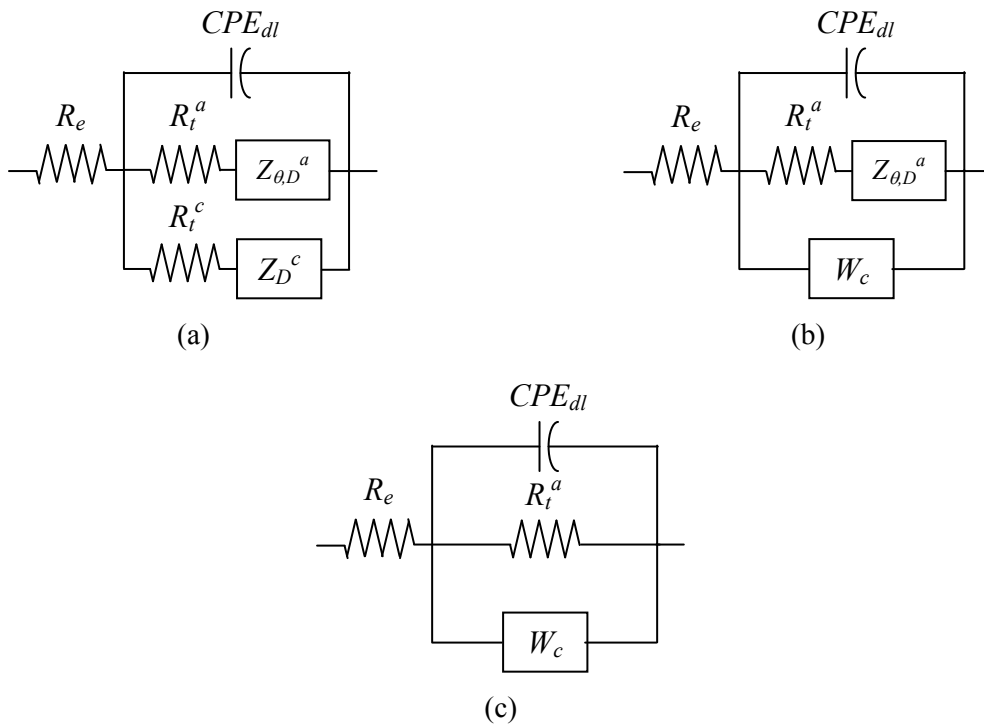 CPE_dl
R_e
R_t^a
Z_θ,D^a
R_t^c
Z_D^c
(a)
CPE_dl
R_e
R_t^a
Z_θ,D^a
W_c
(b)
CPE_dl
R_e
R_t^a
W_c
(c)